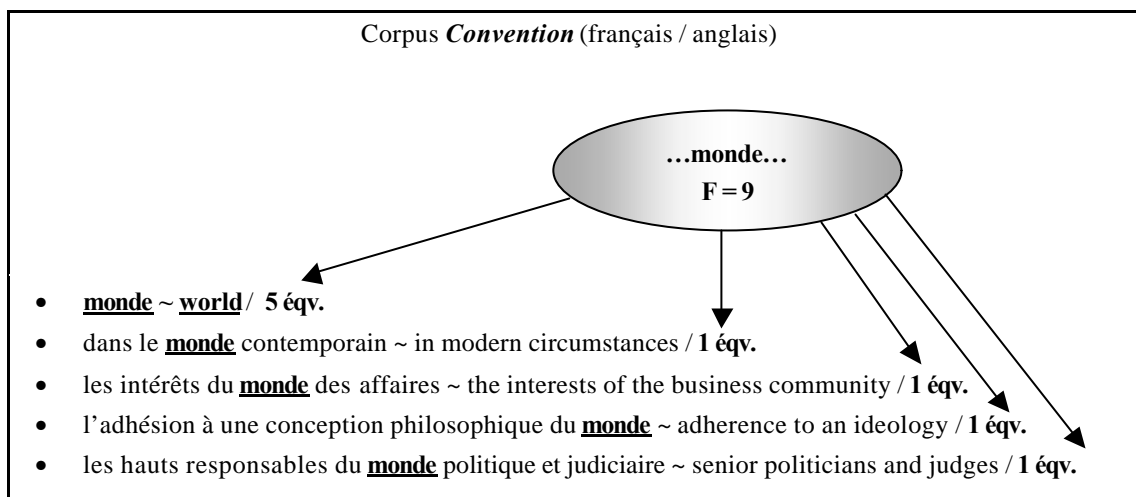 Corpus Convention (français / anglais)
…monde…
F = 9
• monde ~ world / 5 éqv.
• dans le monde contemporain ~ in modern circumstances / 1 éqv.
• les intérêts du monde des affaires ~ the interests of the business community / 1 éqv.
• l’adhésion à une conception philosophique du monde ~ adherence to an ideology / 1 éqv.
• les hauts responsables du monde politique et judiciaire ~ senior politicians and judges / 1 éqv.